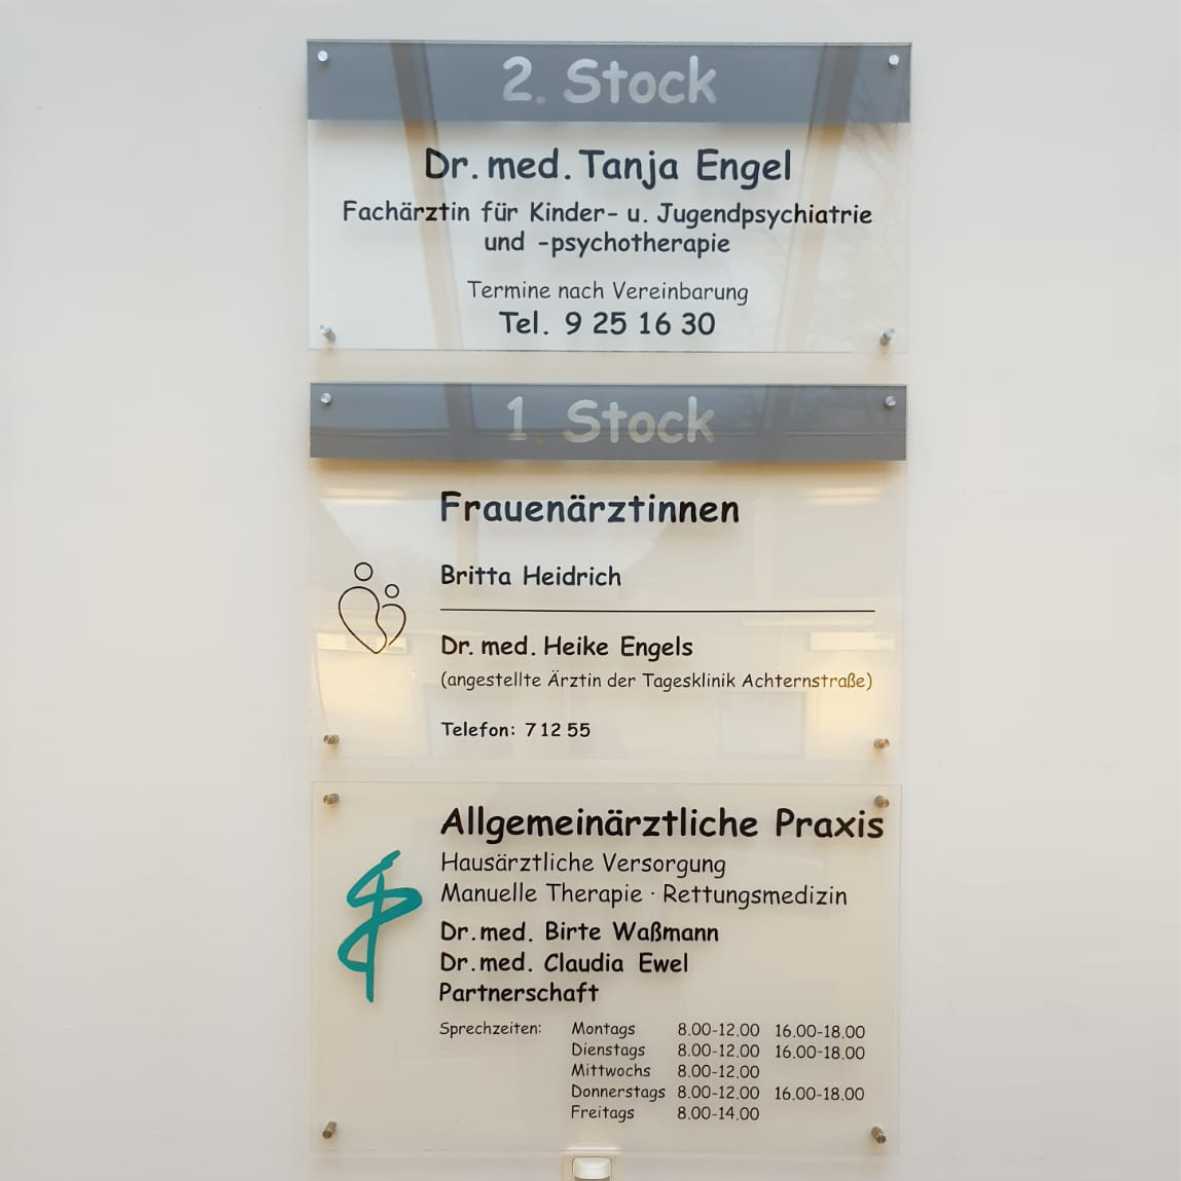 2. Stock
Dr. med. Tanja Engel
Fachärztin für Kinder- u. Jugendpsychiatrie
und -psychotherapie
Termine nach Vereinbarung
Tel. 9 25 16 30
1. Stock
Frauenärztinnen
Britta Heidrich
Dr. med. Heike Engels
(angestellte Ärztin der Tagesklinik Achternstraße)
Telefon: 7 12 55
Allgemeinärztliche Praxis
Hausärztliche Versorgung
Manuelle Therapie · Rettungsmedizin
Dr. med. Birte Waßmann
Dr. med. Claudia Ewel
Partnerschaft
Sprechzeiten: Montags 8.00-12.00 16.00-18.00
Dienstags 8.00-12.00 16.00-18.00
Mittwochs 8.00-12.00
Donnerstags 8.00-12.00 16.00-18.00
Freitags 8.00-14.00